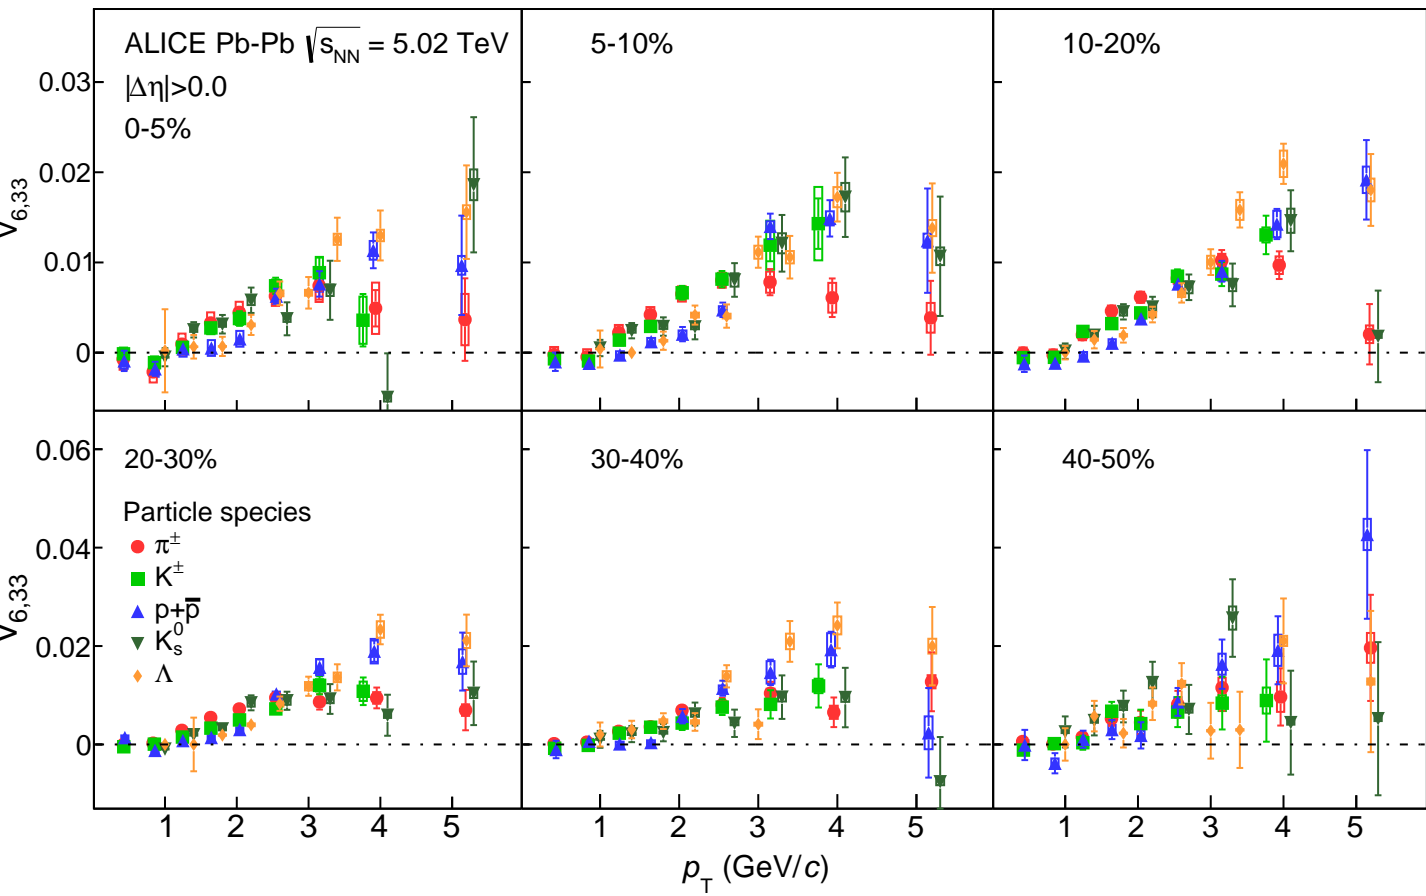 ALICE Pb-Pb √s_NN = 5.02 TeV
|Δη|>0.0
0-5%
5-10%
10-20%
v_6,33
0.03
0.02
0.01
0
20-30%
30-40%
40-50%
Particle species
π±
K±
p+p̅
K⁰_s
Λ
v_6,33
0.06
0.04
0.02
0
1 2 3 4 5
1 2 3 4 5
1 2 3 4 5
p_T (GeV/c)